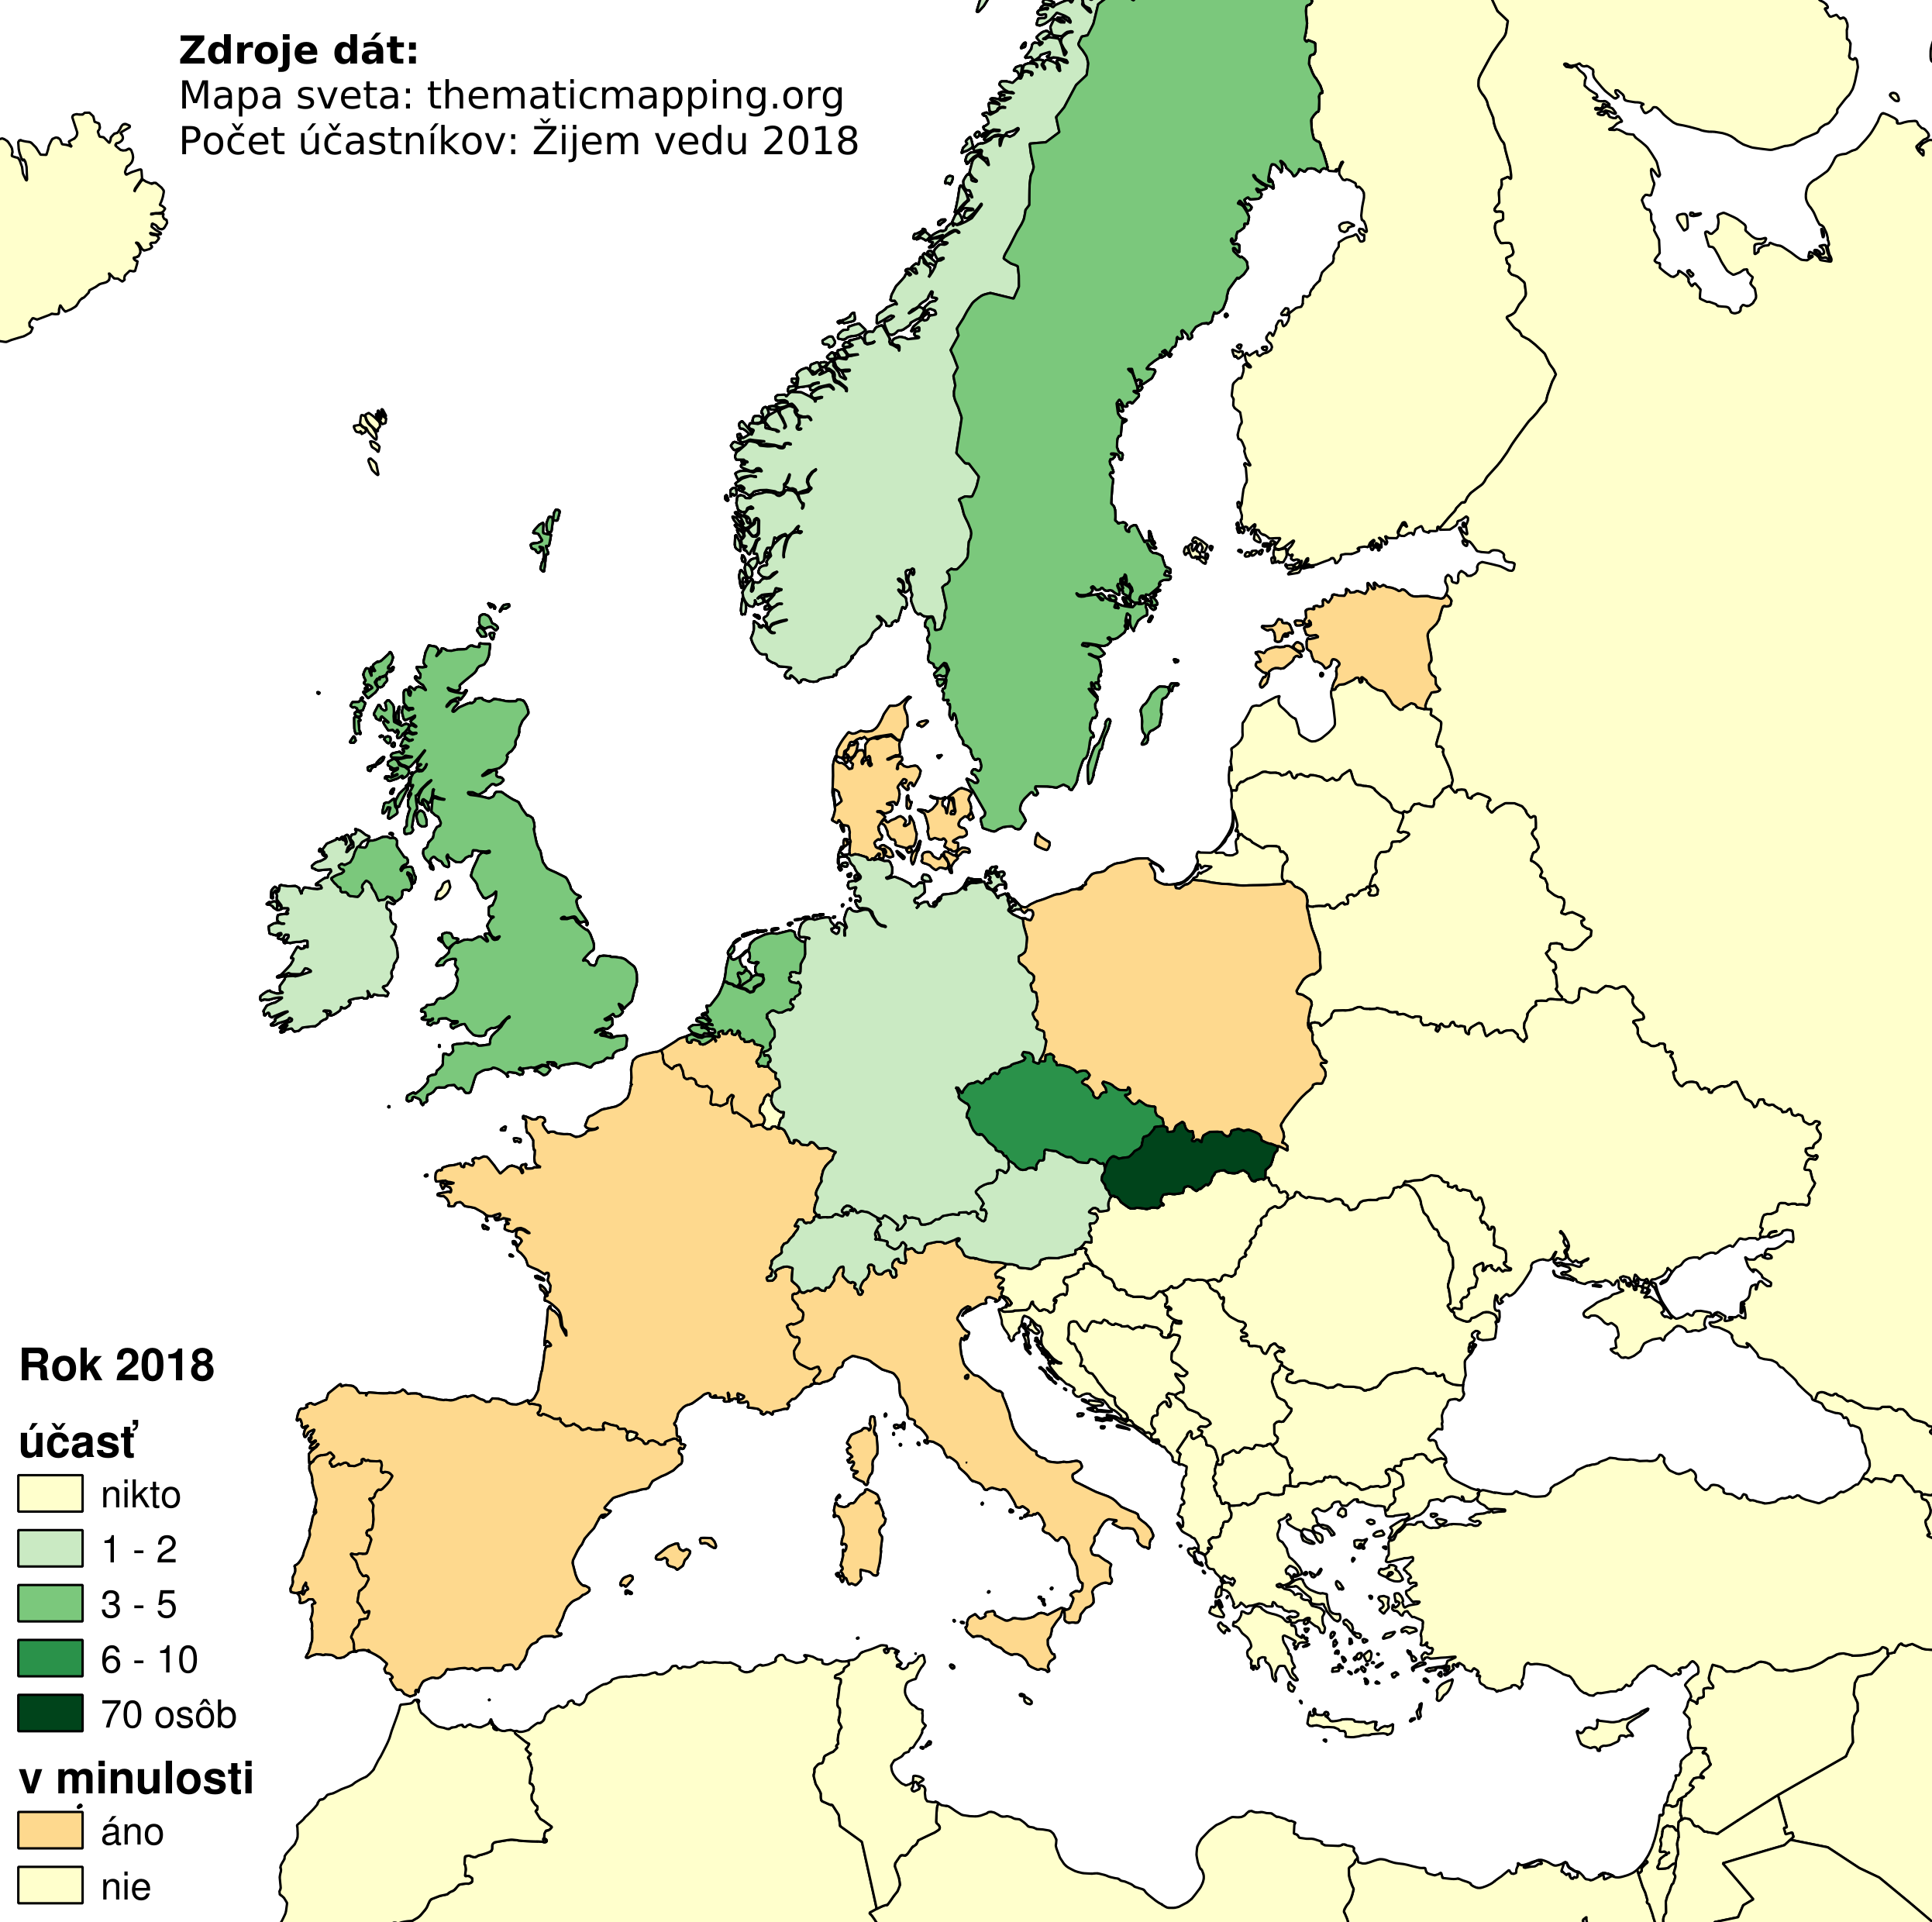 Zdroje dát:
Mapa sveta: thematicmapping.org
Počet účastníkov: Žijem vedu 2018
Rok 2018
účasť
nikto
1 - 2
3 - 5
6 - 10
70 osôb
v minulosti
áno
nie